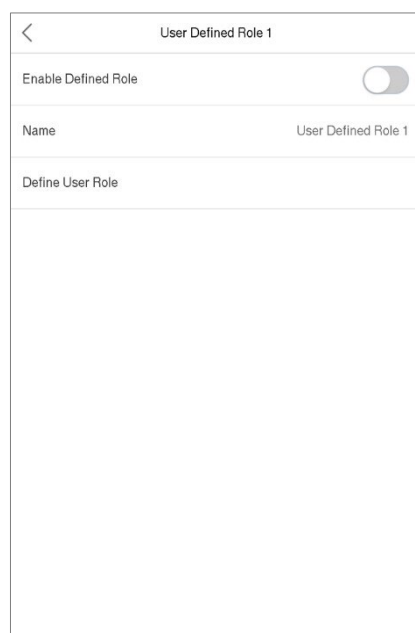 User Defined Role 1
Enable Defined Role
Name User Defined Role 1
Define User Role